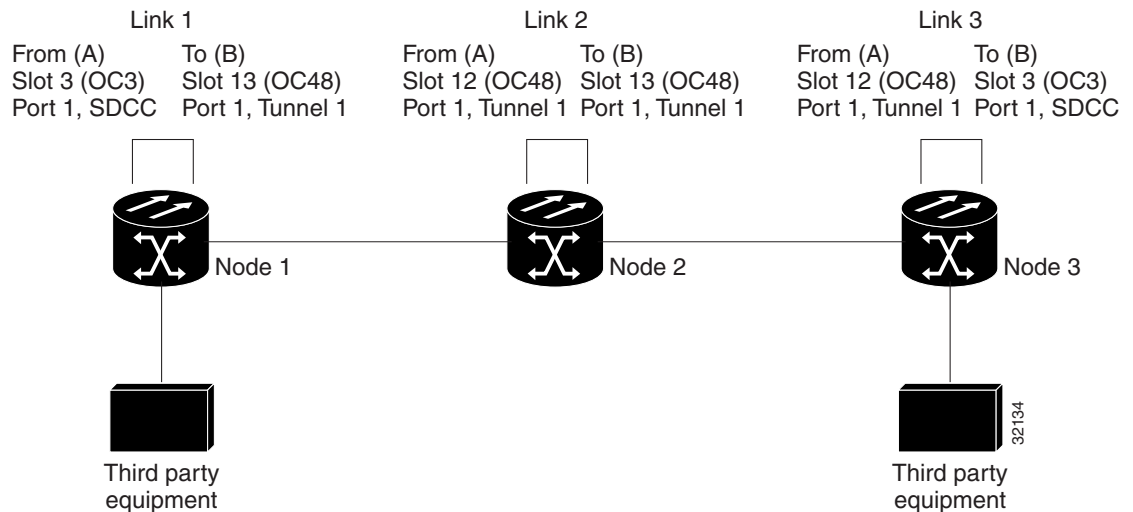 Link 1
From (A) To (B)
Slot 3 (OC3) Slot 13 (OC48)
Port 1, SDCC Port 1, Tunnel 1
Link 2
From (A) To (B)
Slot 12 (OC48) Slot 13 (OC48)
Port 1, Tunnel 1 Port 1, Tunnel 1
Link 3
From (A) To (B)
Slot 12 (OC48) Slot 3 (OC3)
Port 1, Tunnel 1 Port 1, SDCC
Node 1
Node 2
Node 3
Third party
equipment
Third party
equipment
32134